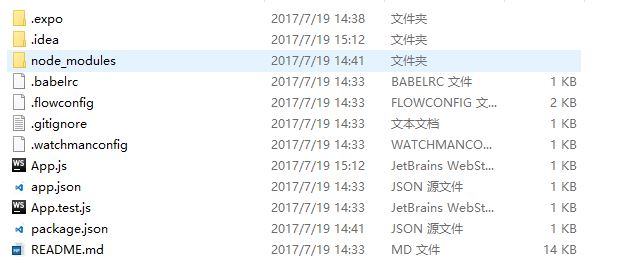 .expo 2017/7/19 14:38 文件夹
.idea 2017/7/19 15:12 文件夹
node_modules 2017/7/19 14:41 文件夹
.babelrc 2017/7/19 14:33 BABELRC 文件 1 KB
.flowconfig 2017/7/19 14:33 FLOWCONFIG 文... 2 KB
.gitignore 2017/7/19 14:33 文本文档 1 KB
.watchmanconfig 2017/7/19 14:33 WATCHMANCO... 1 KB
WS App.js 2017/7/19 15:12 JetBrains WebSt... 1 KB
app.json 2017/7/19 14:33 JSON 源文件 1 KB
WS App.test.js 2017/7/19 14:33 JetBrains WebSt... 1 KB
package.json 2017/7/19 14:41 JSON 源文件 1 KB
README.md 2017/7/19 14:33 MD 文件 14 KB